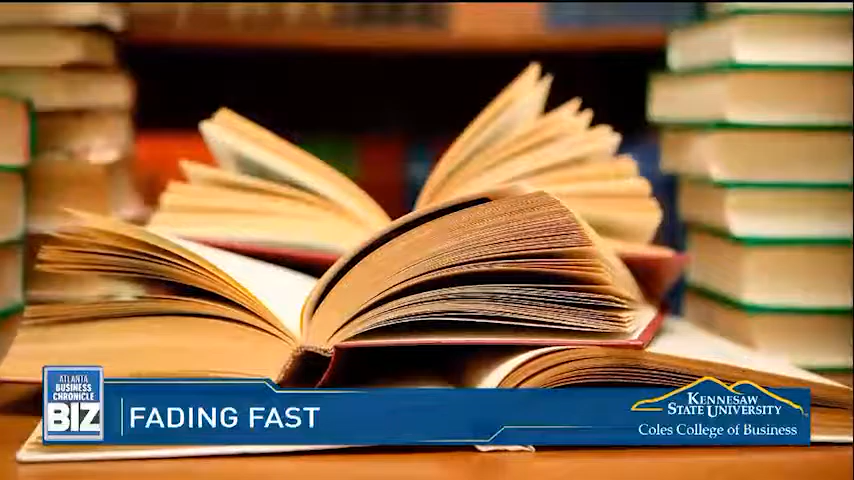 ATLANTA
BUSINESS
CHRONICLE
BIZ
FADING FAST
KENNESAW
STATE UNIVERSITY
Coles College of Business